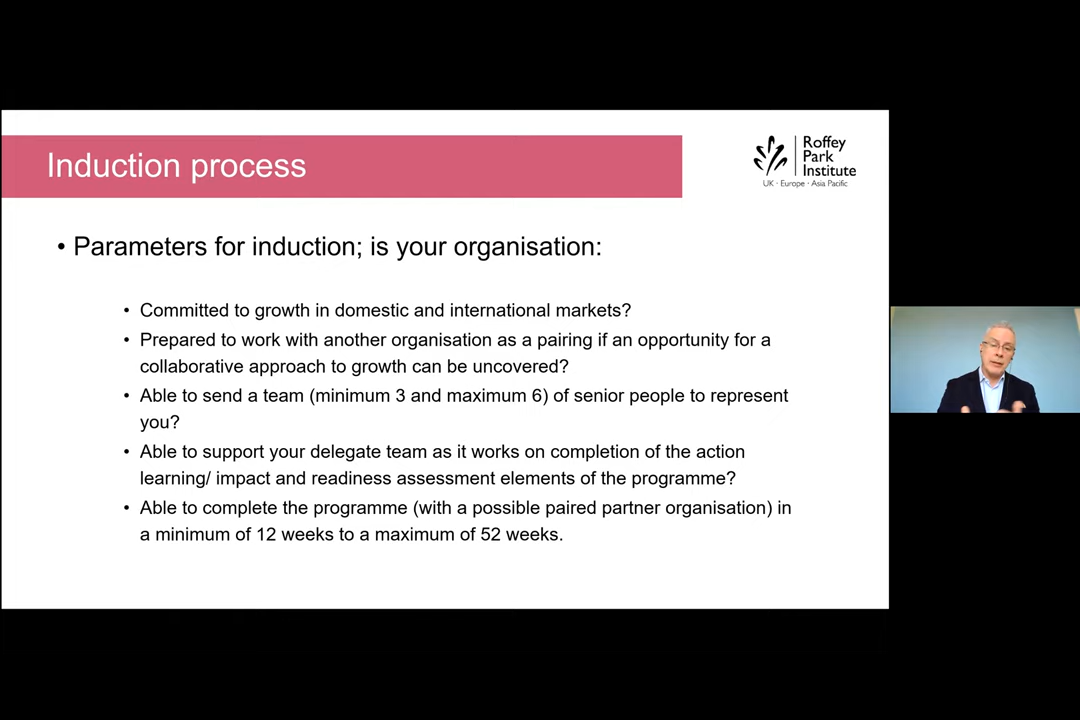 Induction process
Roffey
Park
Institute
UK · Europe · Asia Pacific
• Parameters for induction; is your organisation:
• Committed to growth in domestic and international markets?
• Prepared to work with another organisation as a pairing if an opportunity for a
collaborative approach to growth can be uncovered?
• Able to send a team (minimum 3 and maximum 6) of senior people to represent
you?
• Able to support your delegate team as it works on completion of the action
learning/ impact and readiness assessment elements of the programme?
• Able to complete the programme (with a possible paired partner organisation) in
a minimum of 12 weeks to a maximum of 52 weeks.